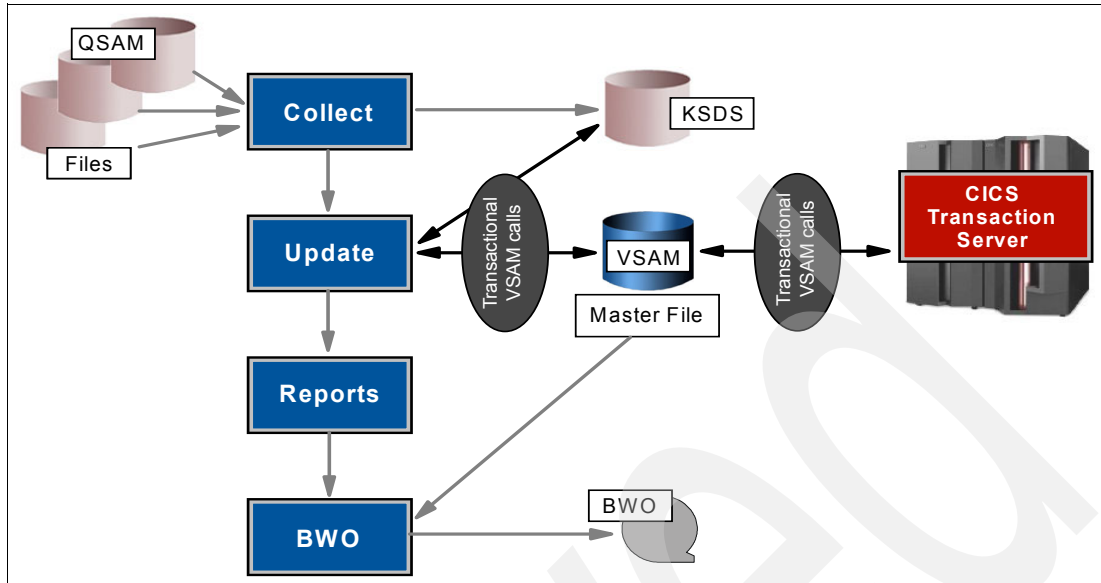 QSAM
Files
Collect
KSDS
CICS
Transaction
Server
Update
Transactional
VSAM calls
VSAM
Master File
Transactional
VSAM calls
Reports
BWO
BWO